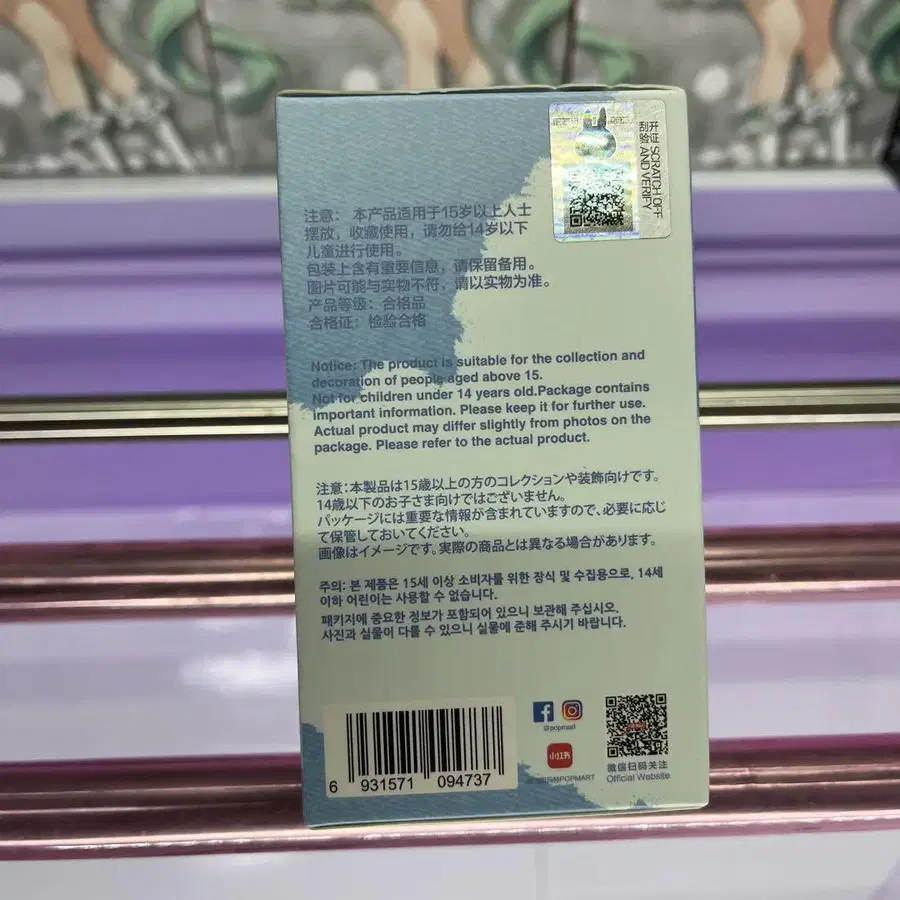 开证 SCRATCH OFF
刮验 AND VERIFY
注意： 本产品适用于15岁以上人士
摆放，收藏使用，请勿给14岁以下
儿童进行使用。
包装上含有重要信息，请保留备用。
图片可能与实物不符，请以实物为准。
产品等级：合格品
合格证：检验合格
Notice: The product is suitable for the collection and
decoration of people aged above 15.
Not for children under 14 years old.Package contains
important information. Please keep it for further use.
Actual product may differ slightly from photos on the
package. Please refer to the actual product.
注意：本製品は15歳以上の方のコレクションや装飾向けです。
14歳以下のお子さま向けではございません。
パッケージには重要な情報が含まれていますので、必要に応じ
て保管しておいてください。
画像はイメージです。実際の商品とは異なる場合があります。
주의: 본 제품은 15세 이상 소비자를 위한 장식 및 수집용으로, 14세
이하 어린이는 사용할 수 없습니다.
패키지에 중요한 정보가 포함되어 있으니 보관해 주십시오.
사진과 실물이 다를 수 있으니 실물에 준해 주시기 바랍니다.
@popmart
小红书
@POPMART
微信扫码关注
Official Website
6 931571 094737